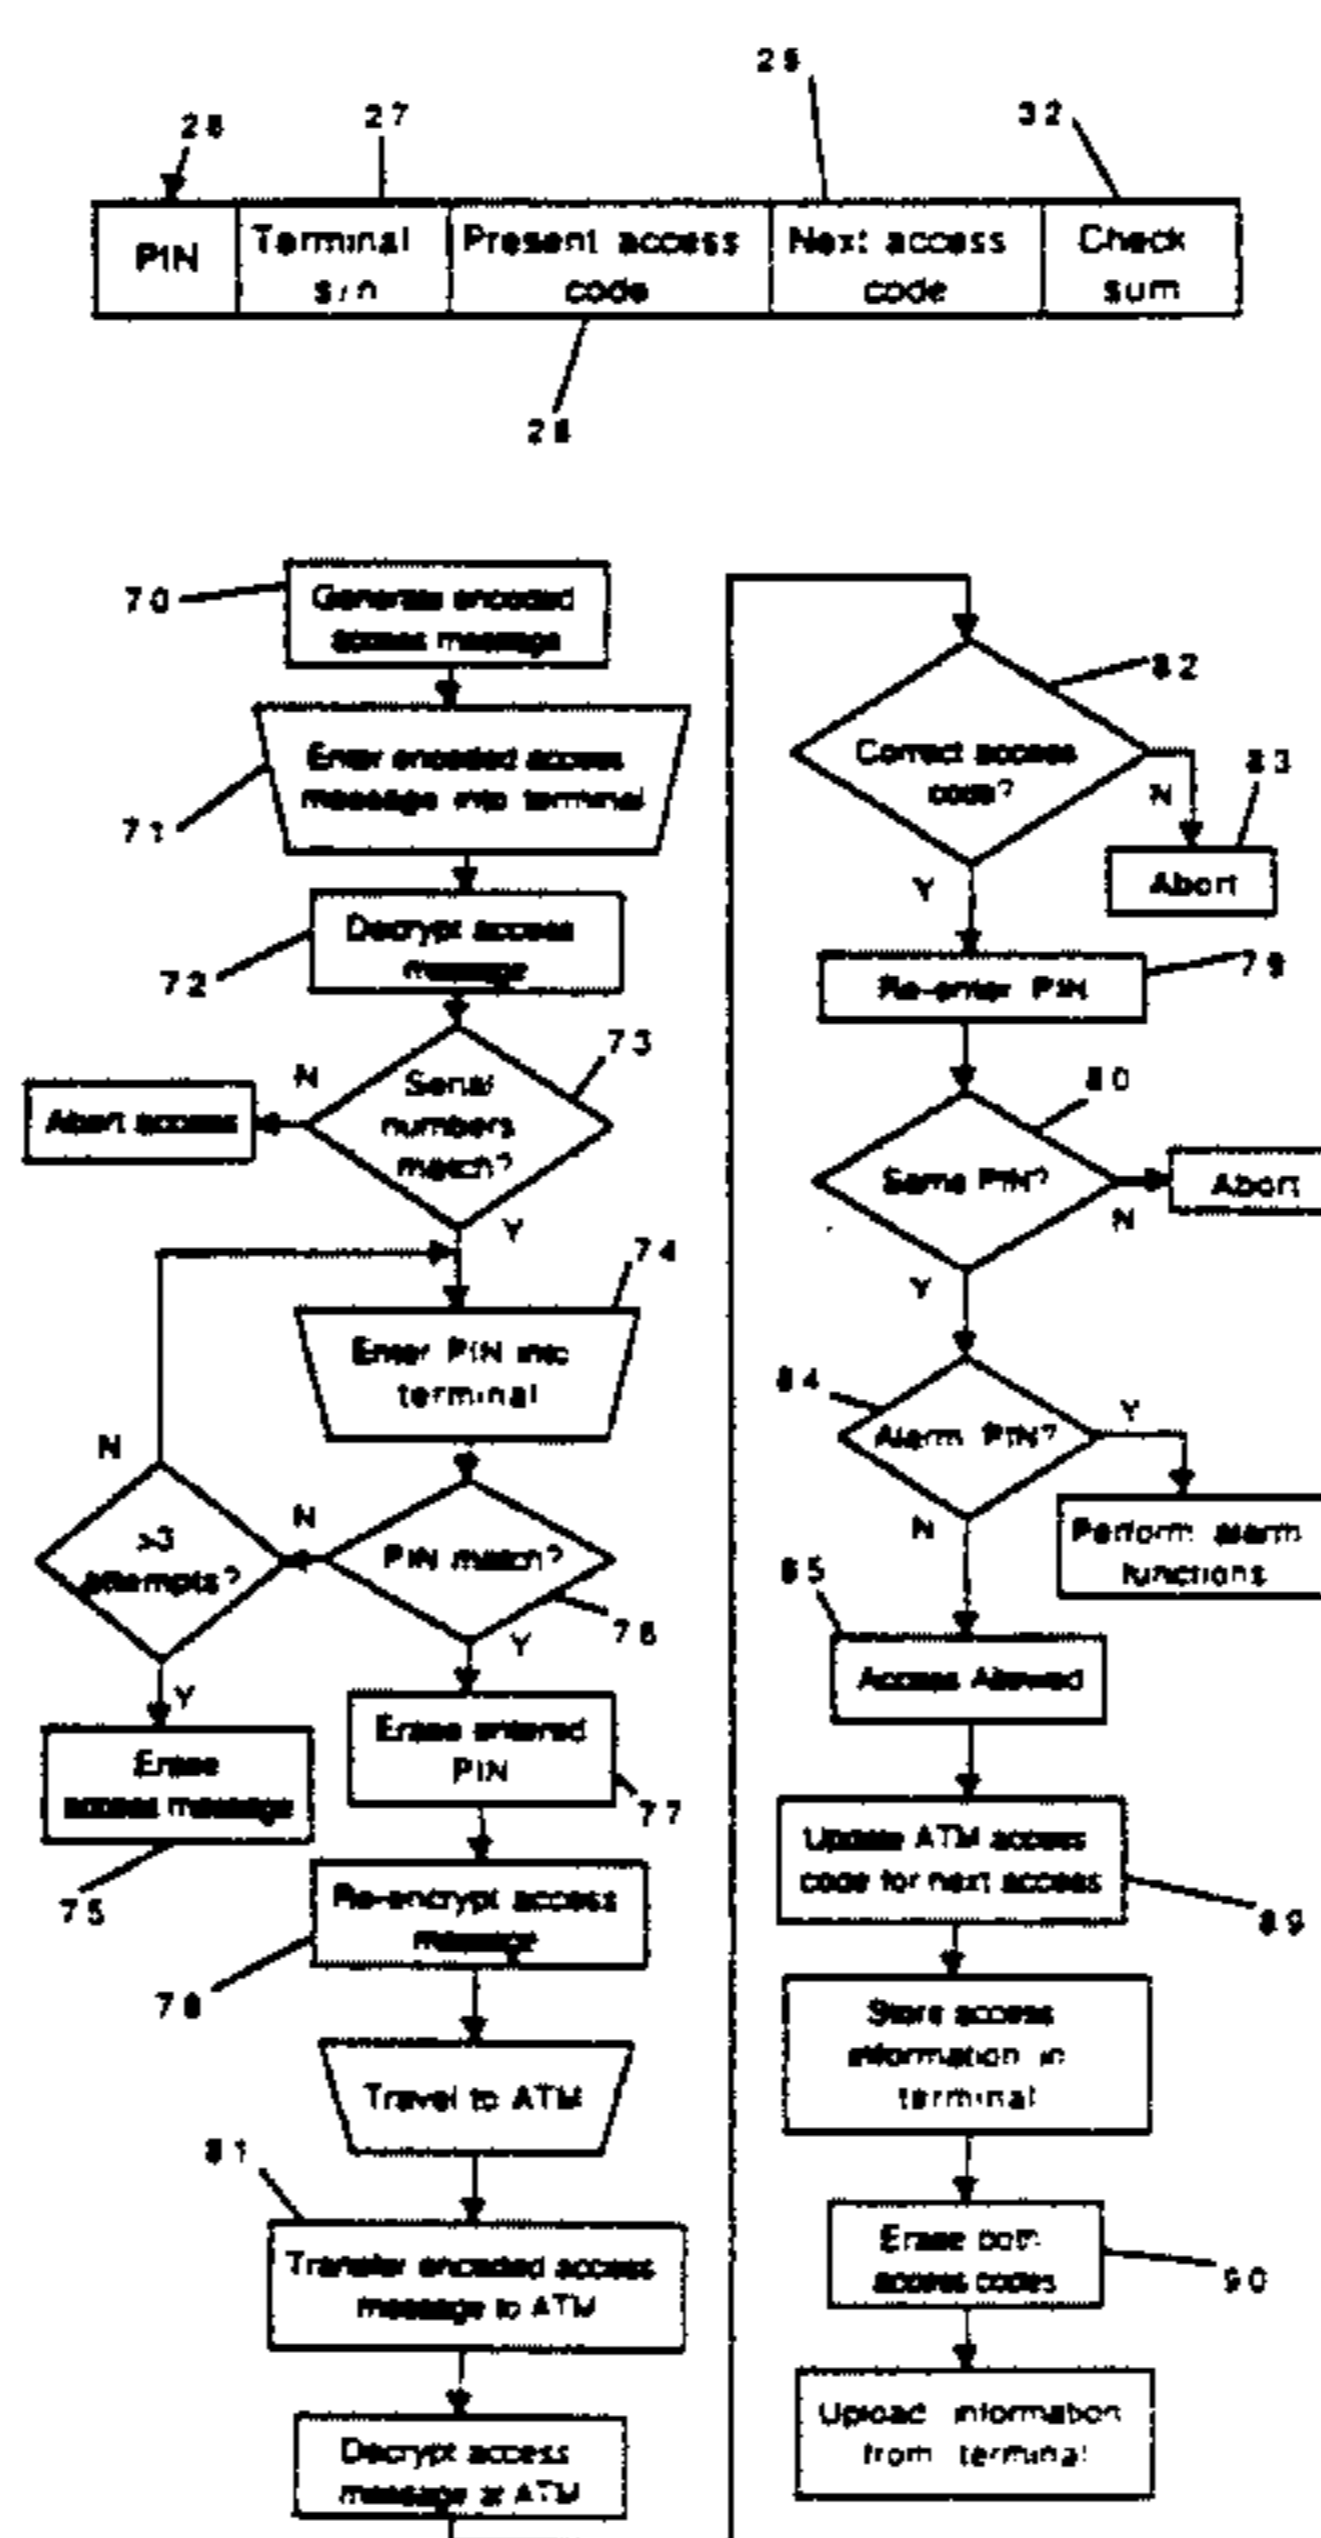 27
32
PIN
Terminal
s/n
Present access
code
Next access
code
Check
sum
70
Generate encoded
access message
71
Enter encoded access
message into terminal
72
Decrypt access
message
73
Serial
numbers
match?
N
Abort access
Y
74
Enter PIN into
terminal
N
>3
attempts?
N
PIN match?
76
Y
Y
Erase
access message
75
Erase entered
PIN
77
Re-encrypt access
message
78
Travel to ATM
81
Transfer encoded access
message to ATM
Decrypt access
message at ATM
82
Correct access
code?
N
83
Abort
Y
79
Re-enter PIN
80
Same PIN?
N
Abort
Y
84
Alarm PIN?
Y
Perform alarm
functions
N
85
Access Allowed
Update ATM access
code for next access
89
Store access
information in
terminal
Erase both
access codes
90
Upload information
from terminal